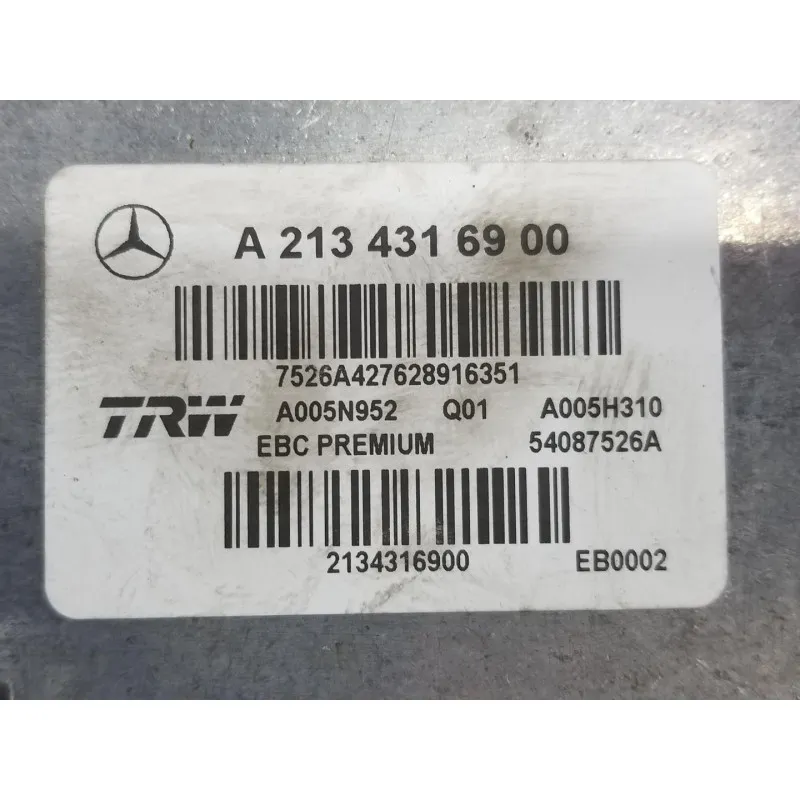 A 213 431 69 00
7526A427628916351
TRW A005N952 Q01 A005H310
EBC PREMIUM 54087526A
2134316900 EB0002